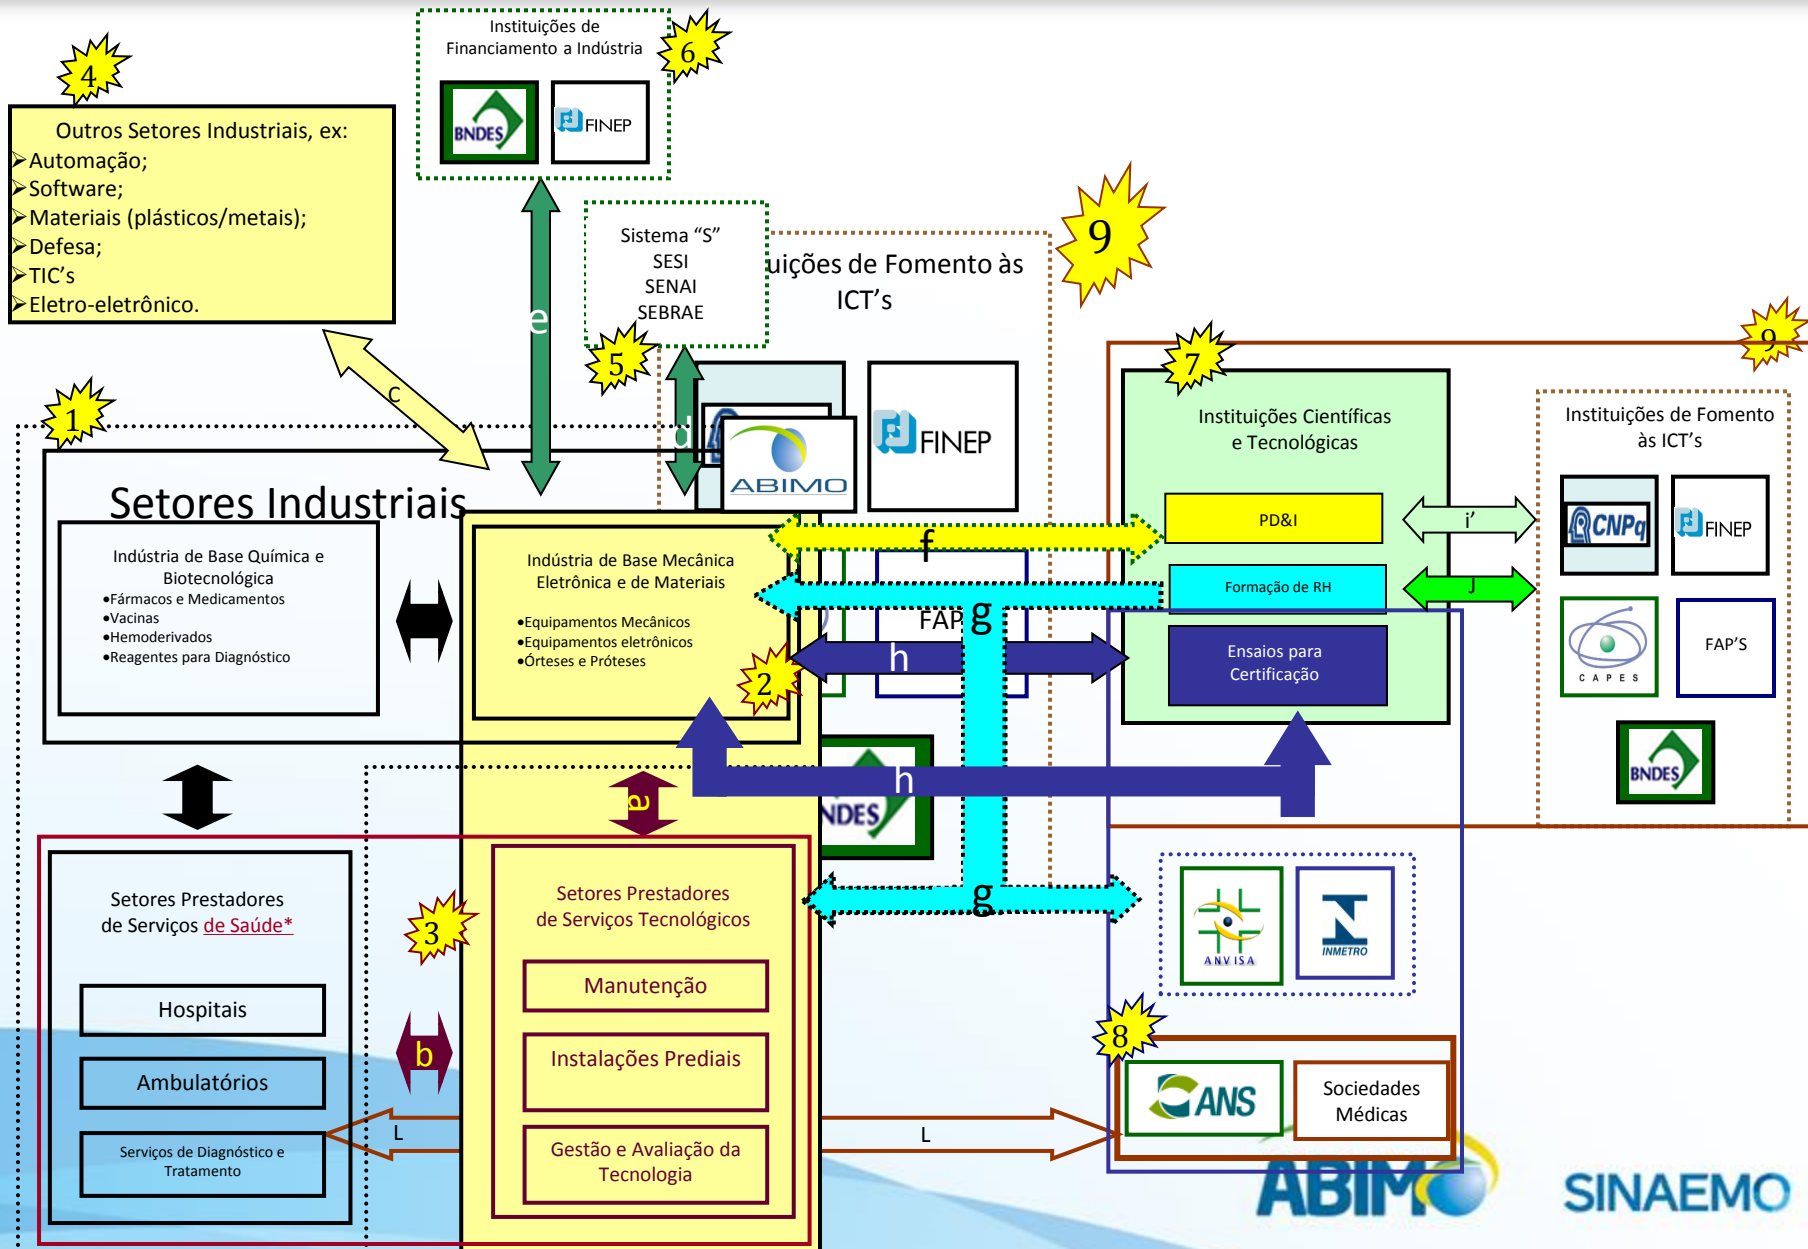 Instituições de
Financiamento a Indústria
6
BNDES
FINEP
4
Outros Setores Industriais, ex:
➢Automação;
➢Software;
➢Materiais (plásticos/metais);
➢Defesa;
➢TIC's
➢Eletro-eletrônico.
Sistema “S”
SESI
SENAI
SEBRAE
5
uições de Fomento às
ICT’s
9
9
e
d
c
1
Setores Industriais
ABIMO
FINEP
Indústria de Base Química e
Biotecnológica
•Fármacos e Medicamentos
•Vacinas
•Hemoderivados
•Reagentes para Diagnóstico
Indústria de Base Mecânica
Eletrônica e de Materiais
•Equipamentos Mecânicos
•Equipamentos eletrônicos
•Órteses e Próteses
2
f
g
FAP
h
h
NDES
g
7
Instituições Científicas
e Tecnológicas
PD&I
Formação de RH
Ensaios para
Certificação
i’
J
Instituições de Fomento
às ICT’s
CNPq
FINEP
CAPES
FAP’S
BNDES
a
3
Setores Prestadores
de Serviços de Saúde*
Hospitais
Ambulatórios
Serviços de Diagnóstico e
Tratamento
b
L
Setores Prestadores
de Serviços Tecnológicos
Manutenção
Instalações Prediais
Gestão e Avaliação da
Tecnologia
L
ANVISA
INMETRO
8
ANS
Sociedades
Médicas
ABIMO
SINAEMO